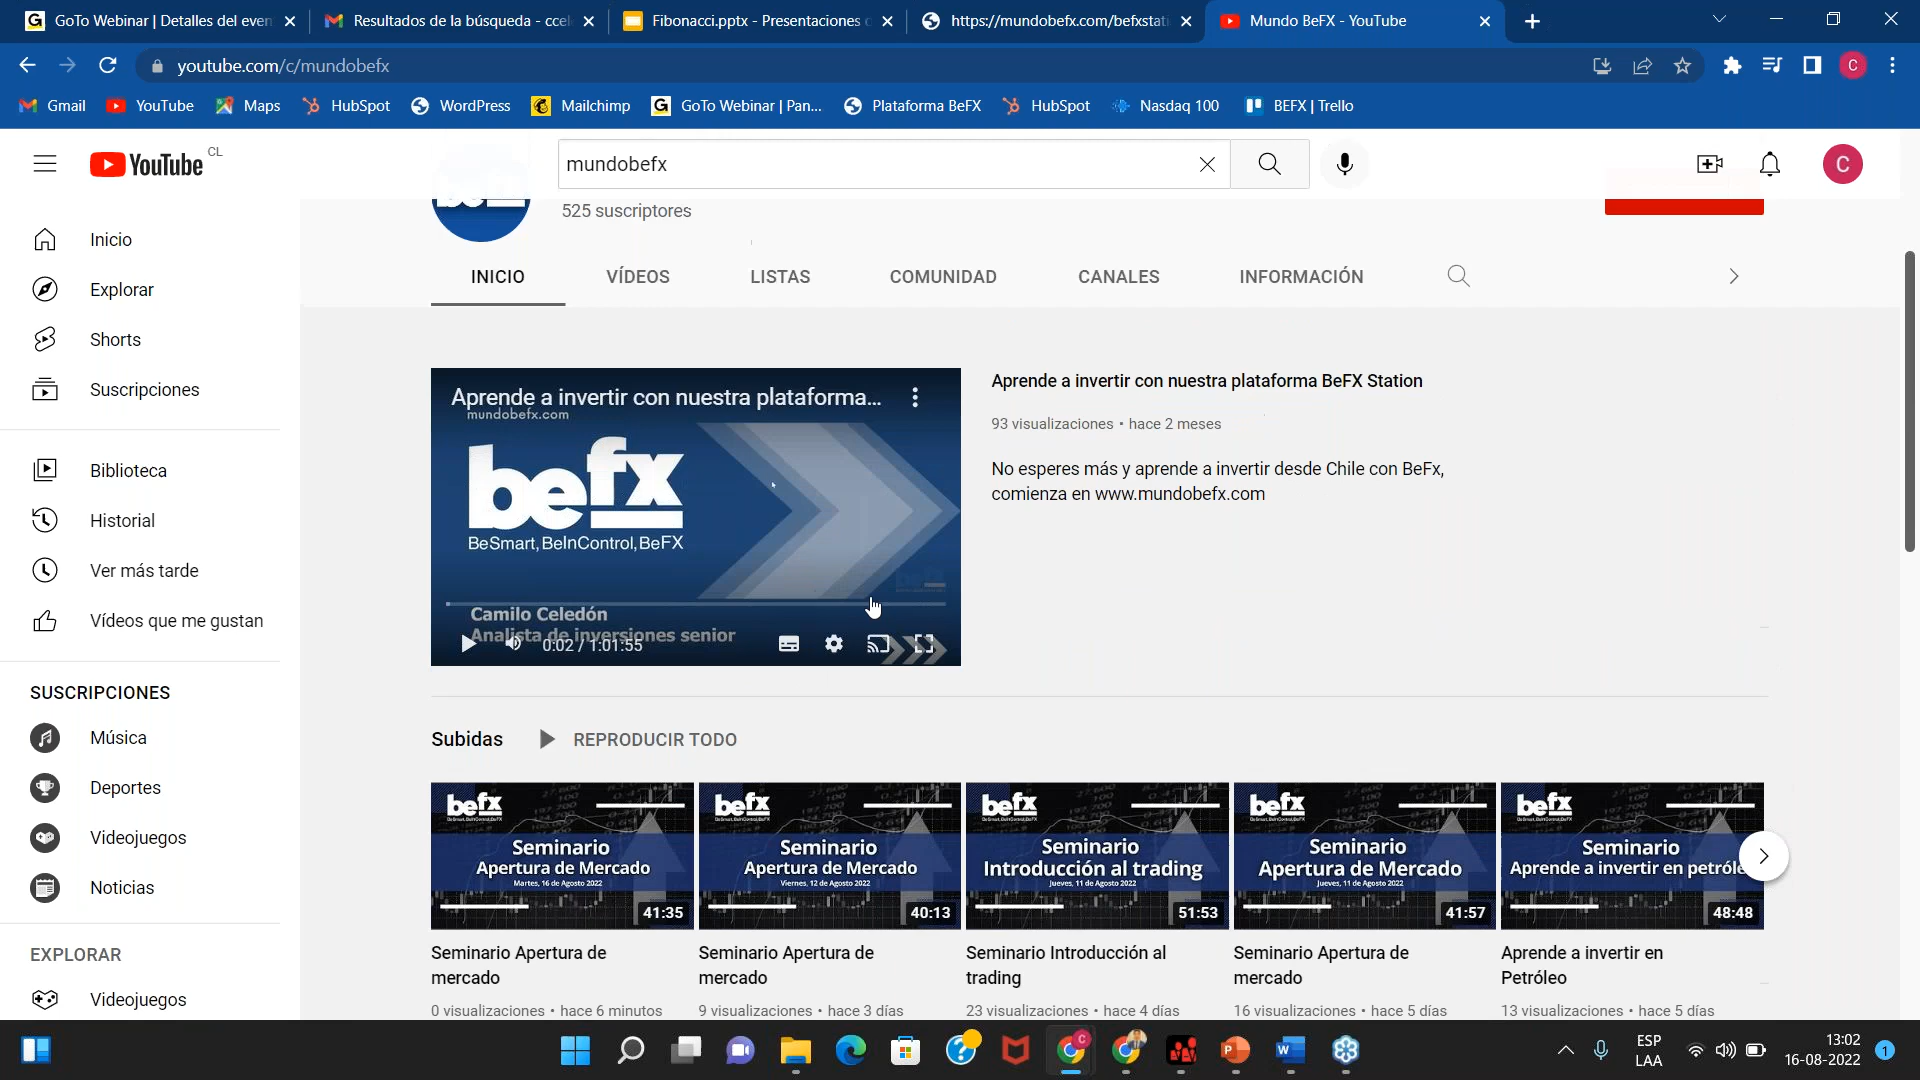 GoTo Webinar | Detalles del even
Resultados de la búsqueda - ccel
Fibonacci.pptx - Presentaciones
https://mundobefx.com/befxstati
Mundo BeFX - YouTube
youtube.com/c/mundobefx
C
Gmail
YouTube
Maps
HubSpot
WordPress
Mailchimp
GoTo Webinar | Pan...
Plataforma BeFX
HubSpot
Nasdaq 100
BEFX | Trello
YouTube CL
mundobefx
C
525 suscriptores
Inicio
Explorar
Shorts
Suscripciones
Biblioteca
Historial
Ver más tarde
Vídeos que me gustan
SUSCRIPCIONES
Música
Deportes
Videojuegos
Noticias
EXPLORAR
Videojuegos
INICIO
VÍDEOS
LISTAS
COMUNIDAD
CANALES
INFORMACIÓN
Aprende a invertir con nuestra plataforma...
mundobefx.com
befx
BeSmart, BeInControl, BeFX
Camilo Celedón
Analista de inversiones senior
0:02 / 1:01:55
Aprende a invertir con nuestra plataforma BeFX Station
93 visualizaciones • hace 2 meses
No esperes más y aprende a invertir desde Chile con BeFx,
comienza en www.mundobefx.com
Subidas
REPRODUCIR TODO
befx
Seminario
Apertura de Mercado
Martes, 16 de Agosto 2022
41:35
Seminario Apertura de
mercado
0 visualizaciones • hace 6 minutos
befx
Seminario
Apertura de Mercado
Viernes, 12 de Agosto 2022
40:13
Seminario Apertura de
mercado
9 visualizaciones • hace 3 días
befx
Seminario
Introducción al trading
Jueves, 11 de Agosto 2022
51:53
Seminario Introducción al
trading
23 visualizaciones • hace 4 días
befx
Seminario
Apertura de Mercado
Jueves, 11 de Agosto 2022
41:57
Seminario Apertura de
mercado
16 visualizaciones • hace 5 días
befx
Seminario
Aprende a invertir en petróle
48:48
Aprende a invertir en
Petróleo
13 visualizaciones • hace 5 días
ESP
LAA
13:02
16-08-2022
1